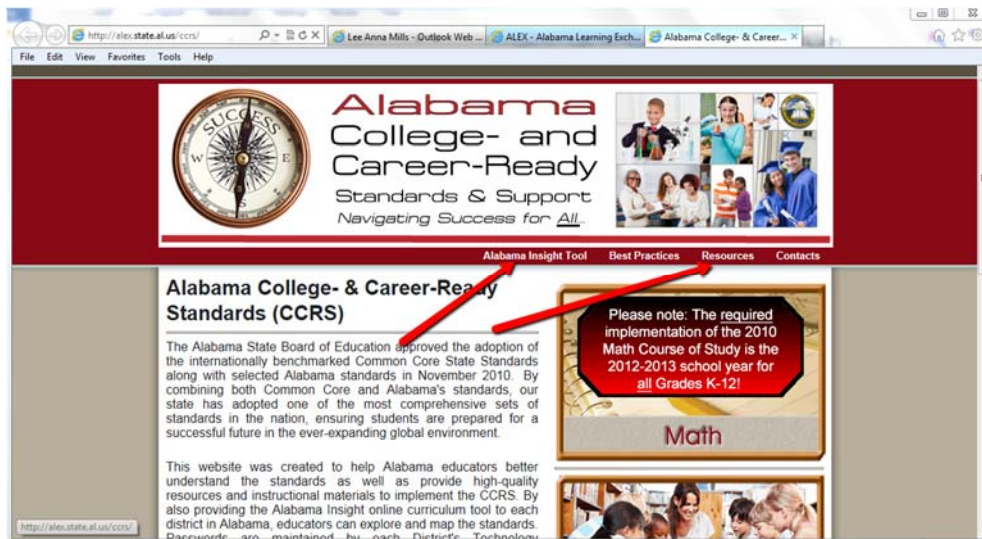 http://alex.state.al.us/ccrs/
Lee Anna Mills - Outlook Web ...
ALEX - Alabama Learning Exch...
Alabama College- & Career... ×
File Edit View Favorites Tools Help
SUCCESS
W E
S
Alabama
College- and
Career-Ready
Standards & Support
Navigating Success for All...
Alabama Insight Tool Best Practices Resources Contacts
Alabama College- & Career-Ready
Standards (CCRS)
The Alabama State Board of Education approved the adoption of
the internationally benchmarked Common Core State Standards
along with selected Alabama standards in November 2010. By
combining both Common Core and Alabama's standards, our
state has adopted one of the most comprehensive sets of
standards in the nation, ensuring students are prepared for a
successful future in the ever-expanding global environment.
This website was created to help Alabama educators better
understand the standards as well as provide high-quality
resources and instructional materials to implement the CCRS. By
also providing the Alabama Insight online curriculum tool to each
district in Alabama, educators can explore and map the standards.
Passwords are maintained by each District's Technology
Please note: The required
implementation of the 2010
Math Course of Study is the
2012-2013 school year for
all Grades K-12!
Math
http://alex.state.al.us/ccrs/